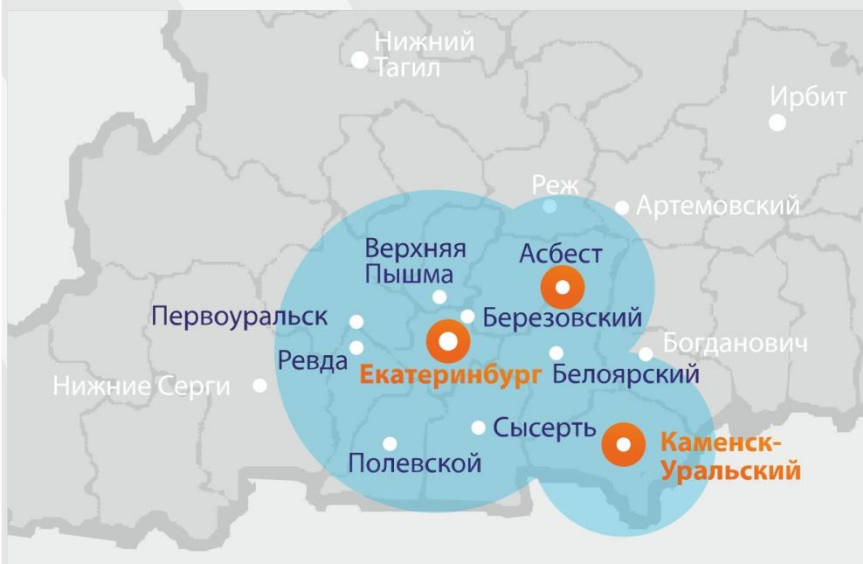 Нижний
Тагил
Ирбит
Реж
Артемовский
Верхняя
Пышма
Асбест
Первоуральск
Березовский
Ревда
Екатеринбург
Белоярский
Богданович
Нижние Серги
Сысерть
Полевской
Каменск-
Уральский